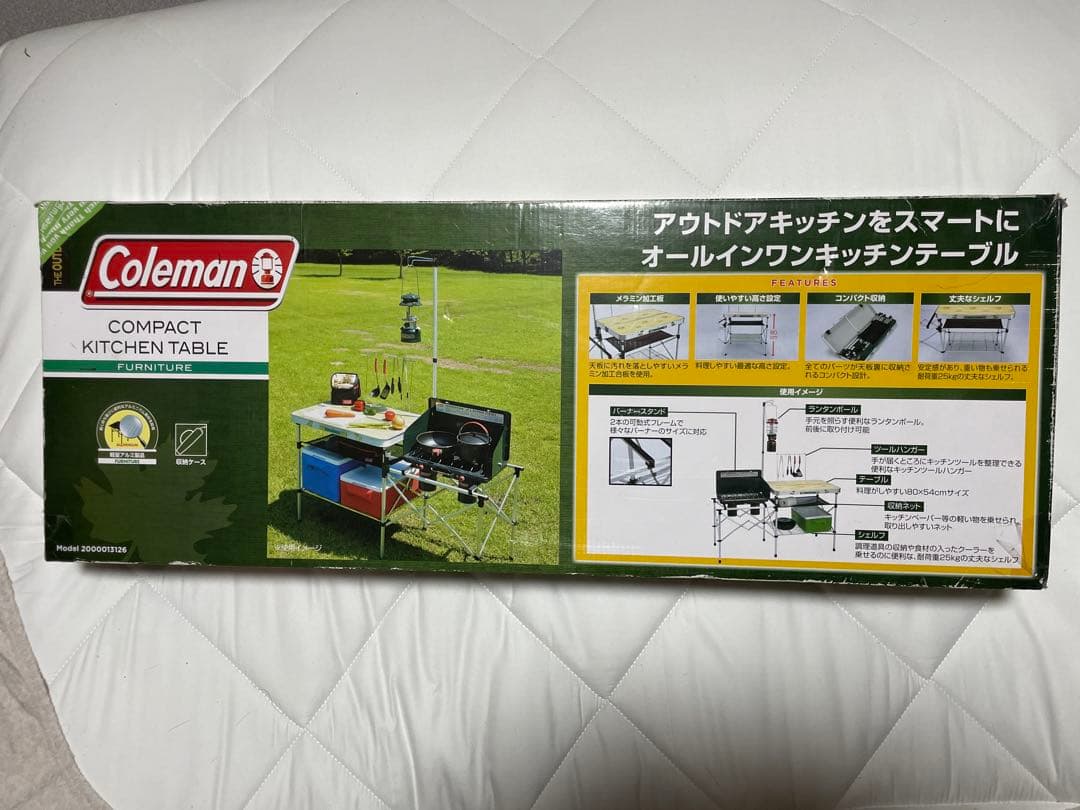 THE OUT
Coleman
COMPACT
KITCHEN TABLE
FURNITURE
軽量アルミ製品
FURNITURE
収納ケース
Model 2000013126
※使用イメージ
アウトドアキッチンをスマートに
オールインワンキッチンテーブル
FEATURES
メラミン加工板
天板に汚れを落としやすいメラ
ミン加工合板を使用。
使いやすい高さ設定
料理しやすい最適な高さ設定。
コンパクト収納
全てのパーツが天板裏に収納さ
れるコンパクト設計。
丈夫なシェルフ
安定感があり、重い物も乗せられる
耐荷重25kgの丈夫なシェルフ。
使用イメージ
バーナースタンド
2本の可動式フレームで
様々なバーナーのサイズに対応
ランタンポール
手元を照らす便利なランタンポール。
前後に取り付け可能
ツールハンガー
手が届くところにキッチンツールを整理できる
便利なキッチンツールハンガー
テーブル
料理がしやすい80×54cmサイズ
収納ネット
キッチンペーパー等の軽い物を乗せられ
取り出しやすいネット
シェルフ
調理道具の収納や食材の入ったクーラーを
乗せるのに便利な、耐荷重25kgの丈夫なシェルフ